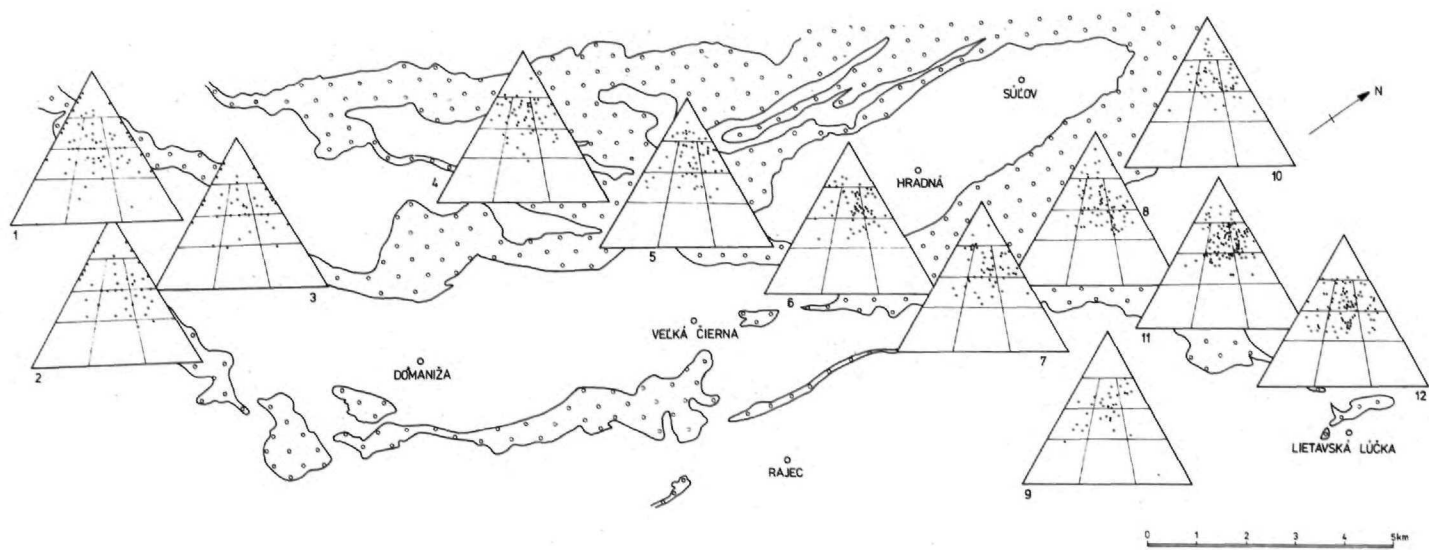 SÚĽOV
N
HRADNÁ
VEĽKÁ ČIERNA
DOMANIŽA
RAJEC
LIETAVSKÁ LÚČKA
1
2
3
4
5
6
7
8
9
10
11
12
0 1 2 3 4 5km